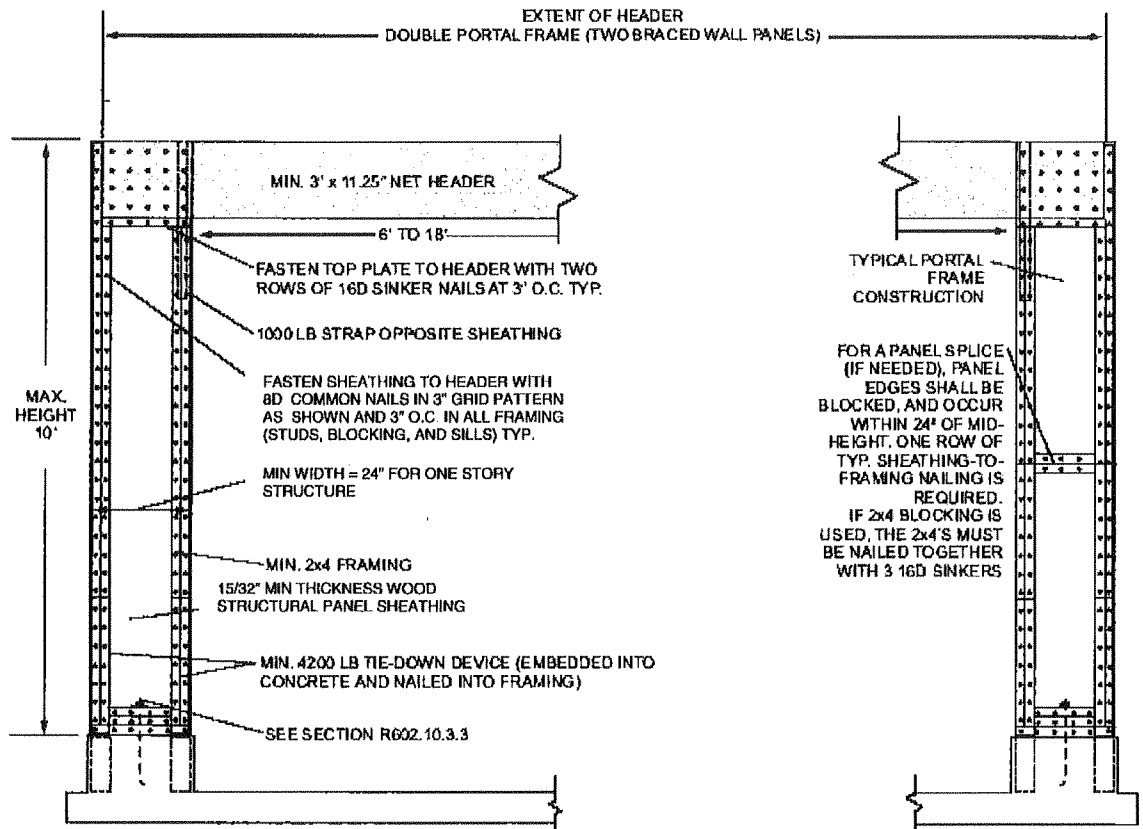 EXTENT OF HEADER
DOUBLE PORTAL FRAME (TWO BRACED WALL PANELS)
MIN. 3" x 11.25" NET HEADER
6' TO 18'
FASTEN TOP PLATE TO HEADER WITH TWO
ROWS OF 16D SINKER NAILS AT 3" O.C. TYP.
1000 LB STRAP OPPOSITE SHEATHING
FASTEN SHEATHING TO HEADER WITH
8D COMMON NAILS IN 3" GRID PATTERN
AS SHOWN AND 3" O.C. IN ALL FRAMING
(STUDS, BLOCKING, AND SILLS) TYP.
MAX.
HEIGHT
10'
MIN WIDTH = 24" FOR ONE STORY
STRUCTURE
MIN. 2x4 FRAMING
15/32" MIN THICKNESS WOOD
STRUCTURAL PANEL SHEATHING
MIN. 4200 LB TIE-DOWN DEVICE (EMBEDDED INTO
CONCRETE AND NAILED INTO FRAMING)
SEE SECTION R602.10.3.3
TYPICAL PORTAL
FRAME
CONSTRUCTION
FOR A PANEL SPLICE
(IF NEEDED), PANEL
EDGES SHALL BE
BLOCKED, AND OCCUR
WITHIN 24" OF MID-
HEIGHT. ONE ROW OF
TYP. SHEATHING-TO-
FRAMING NAILING IS
REQUIRED.
IF 2x4 BLOCKING IS
USED, THE 2x4'S MUST
BE NAILED TOGETHER
WITH 3 16D SINKERS